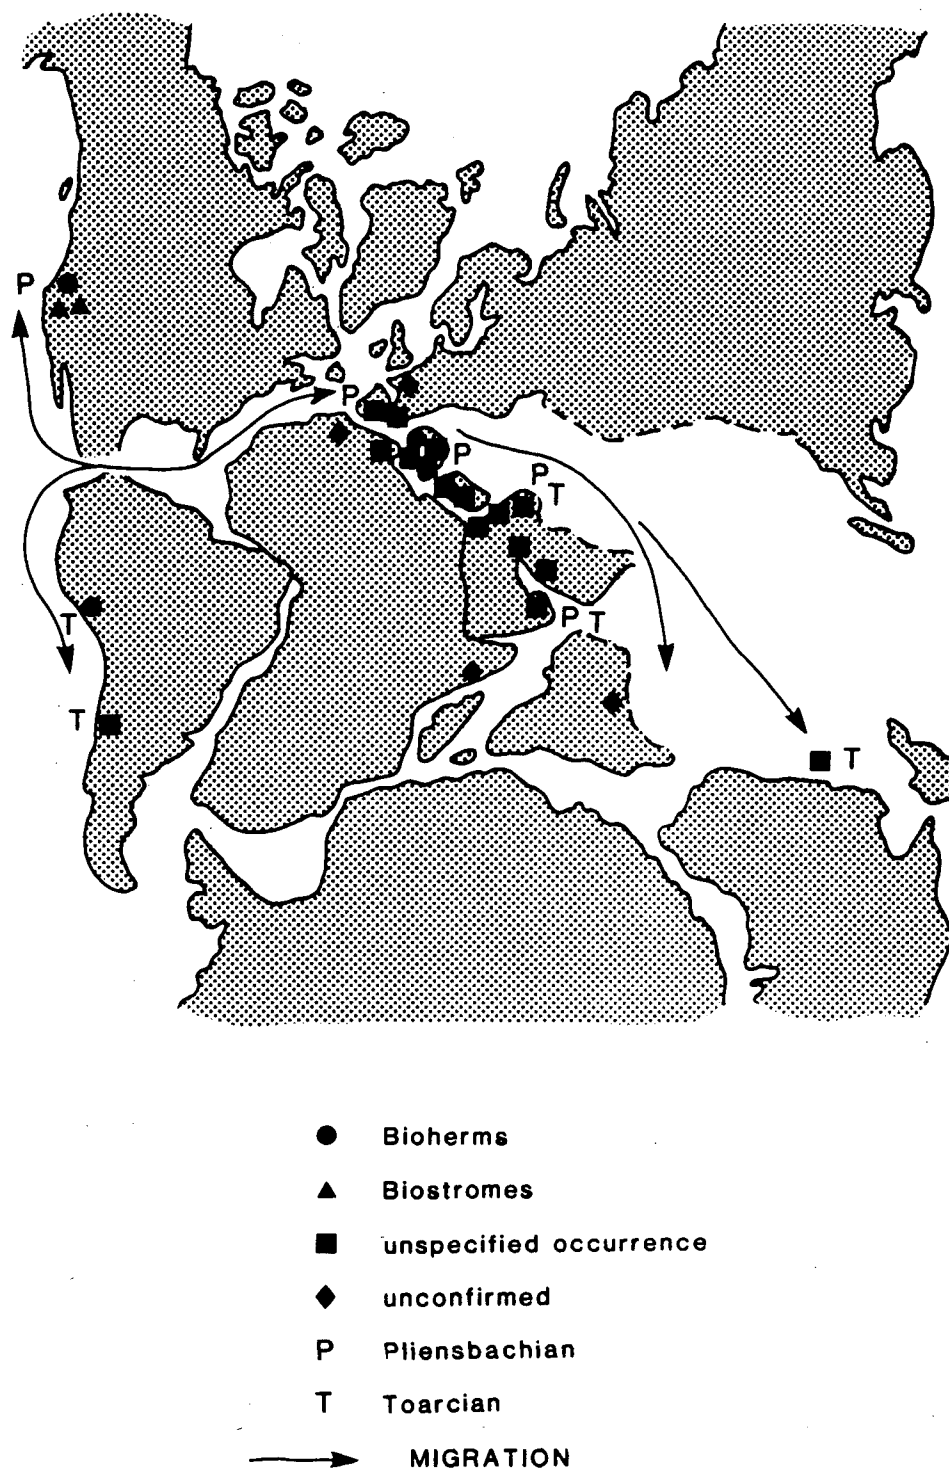 P
P
P
P
T
P T
T
T
T
Bioherms
Biostromes
unspecified occurrence
unconfirmed
P Pliensbachian
T Toarcian
MIGRATION